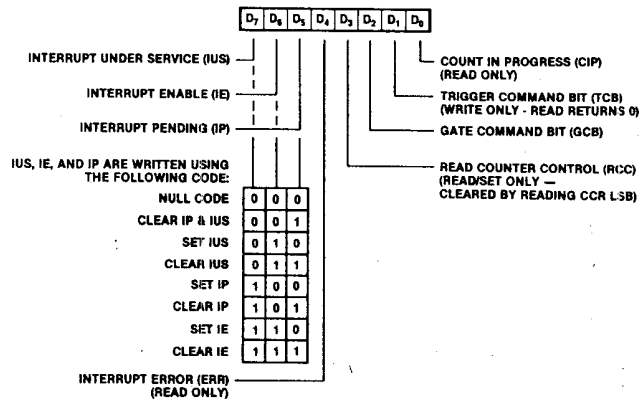 D7 D6 D5 D4 D3 D2 D1 D0
INTERRUPT UNDER SERVICE (IUS)
INTERRUPT ENABLE (IE)
INTERRUPT PENDING (IP)
IUS, IE, AND IP ARE WRITTEN USING
THE FOLLOWING CODE:
NULL CODE 0 0 0
CLEAR IP & IUS 0 0 1
SET IUS 0 1 0
CLEAR IUS 0 1 1
SET IP 1 0 0
CLEAR IP 1 0 1
SET IE 1 1 0
CLEAR IE 1 1 1
INTERRUPT ERROR (ERR)
(READ ONLY)
COUNT IN PROGRESS (CIP)
(READ ONLY)
TRIGGER COMMAND BIT (TCB)
(WRITE ONLY - READ RETURNS 0)
GATE COMMAND BIT (GCB)
READ COUNTER CONTROL (RCC)
(READ/SET ONLY —
CLEARED BY READING CCR LSB)